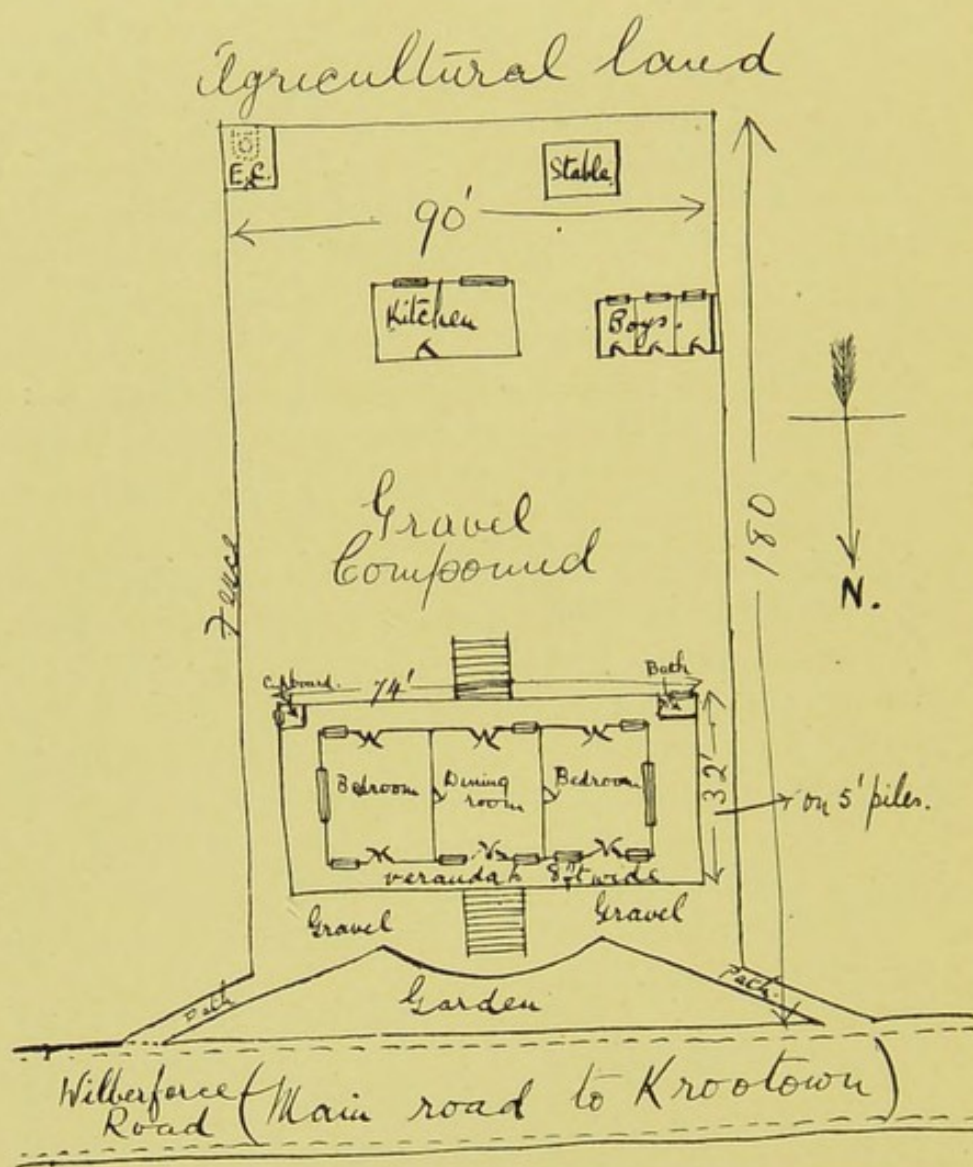 Agricultural land
E.C.
Stable
90'
Kitchen
Boys.
Gravel
Compound
Fence
180
N.
Cupboard.
74'
Bath
Bedroom
Dining
room
Bedroom
32'
on 5' piles.
verandah 8ft wide
Gravel
Gravel
Path
Garden
Path.
Wilberforce
Road (Main road to Krootown)